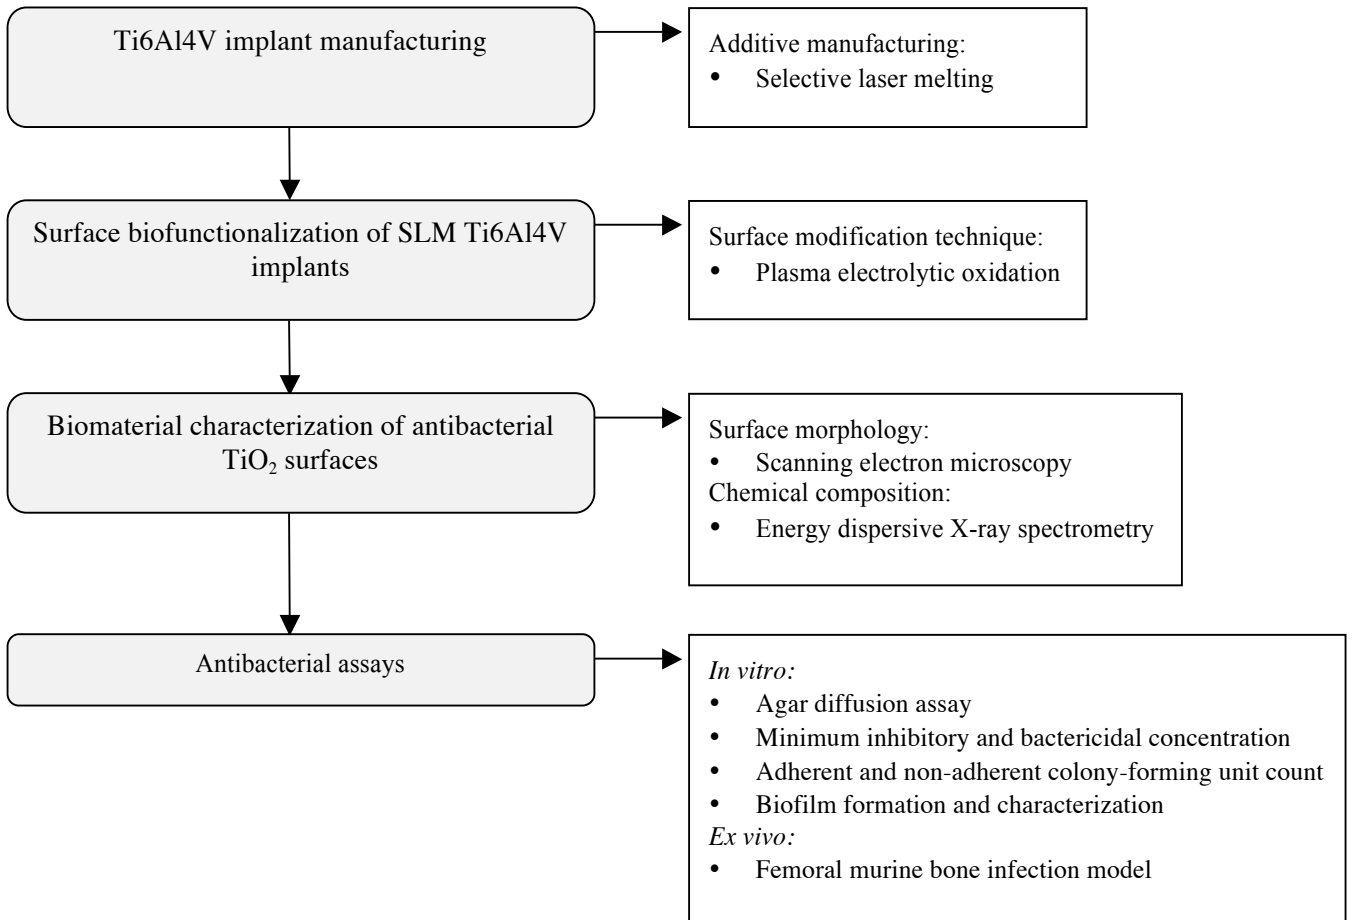 Ti6Al4V implant manufacturing
Additive manufacturing:
• Selective laser melting
Surface biofunctionalization of SLM Ti6Al4V
implants
Surface modification technique:
• Plasma electrolytic oxidation
Biomaterial characterization of antibacterial
TiO₂ surfaces
Surface morphology:
• Scanning electron microscopy
Chemical composition:
• Energy dispersive X-ray spectrometry
Antibacterial assays
In vitro:
• Agar diffusion assay
• Minimum inhibitory and bactericidal concentration
• Adherent and non-adherent colony-forming unit count
• Biofilm formation and characterization
Ex vivo:
• Femoral murine bone infection model